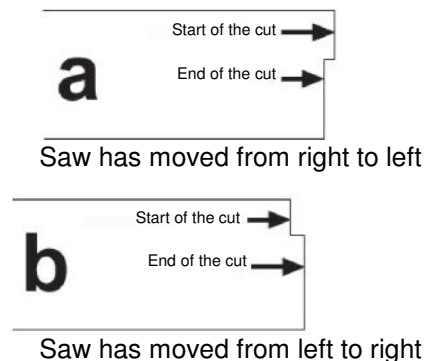 Start of the cut
End of the cut
a
Saw has moved from right to left
Start of the cut
End of the cut
b
Saw has moved from left to right